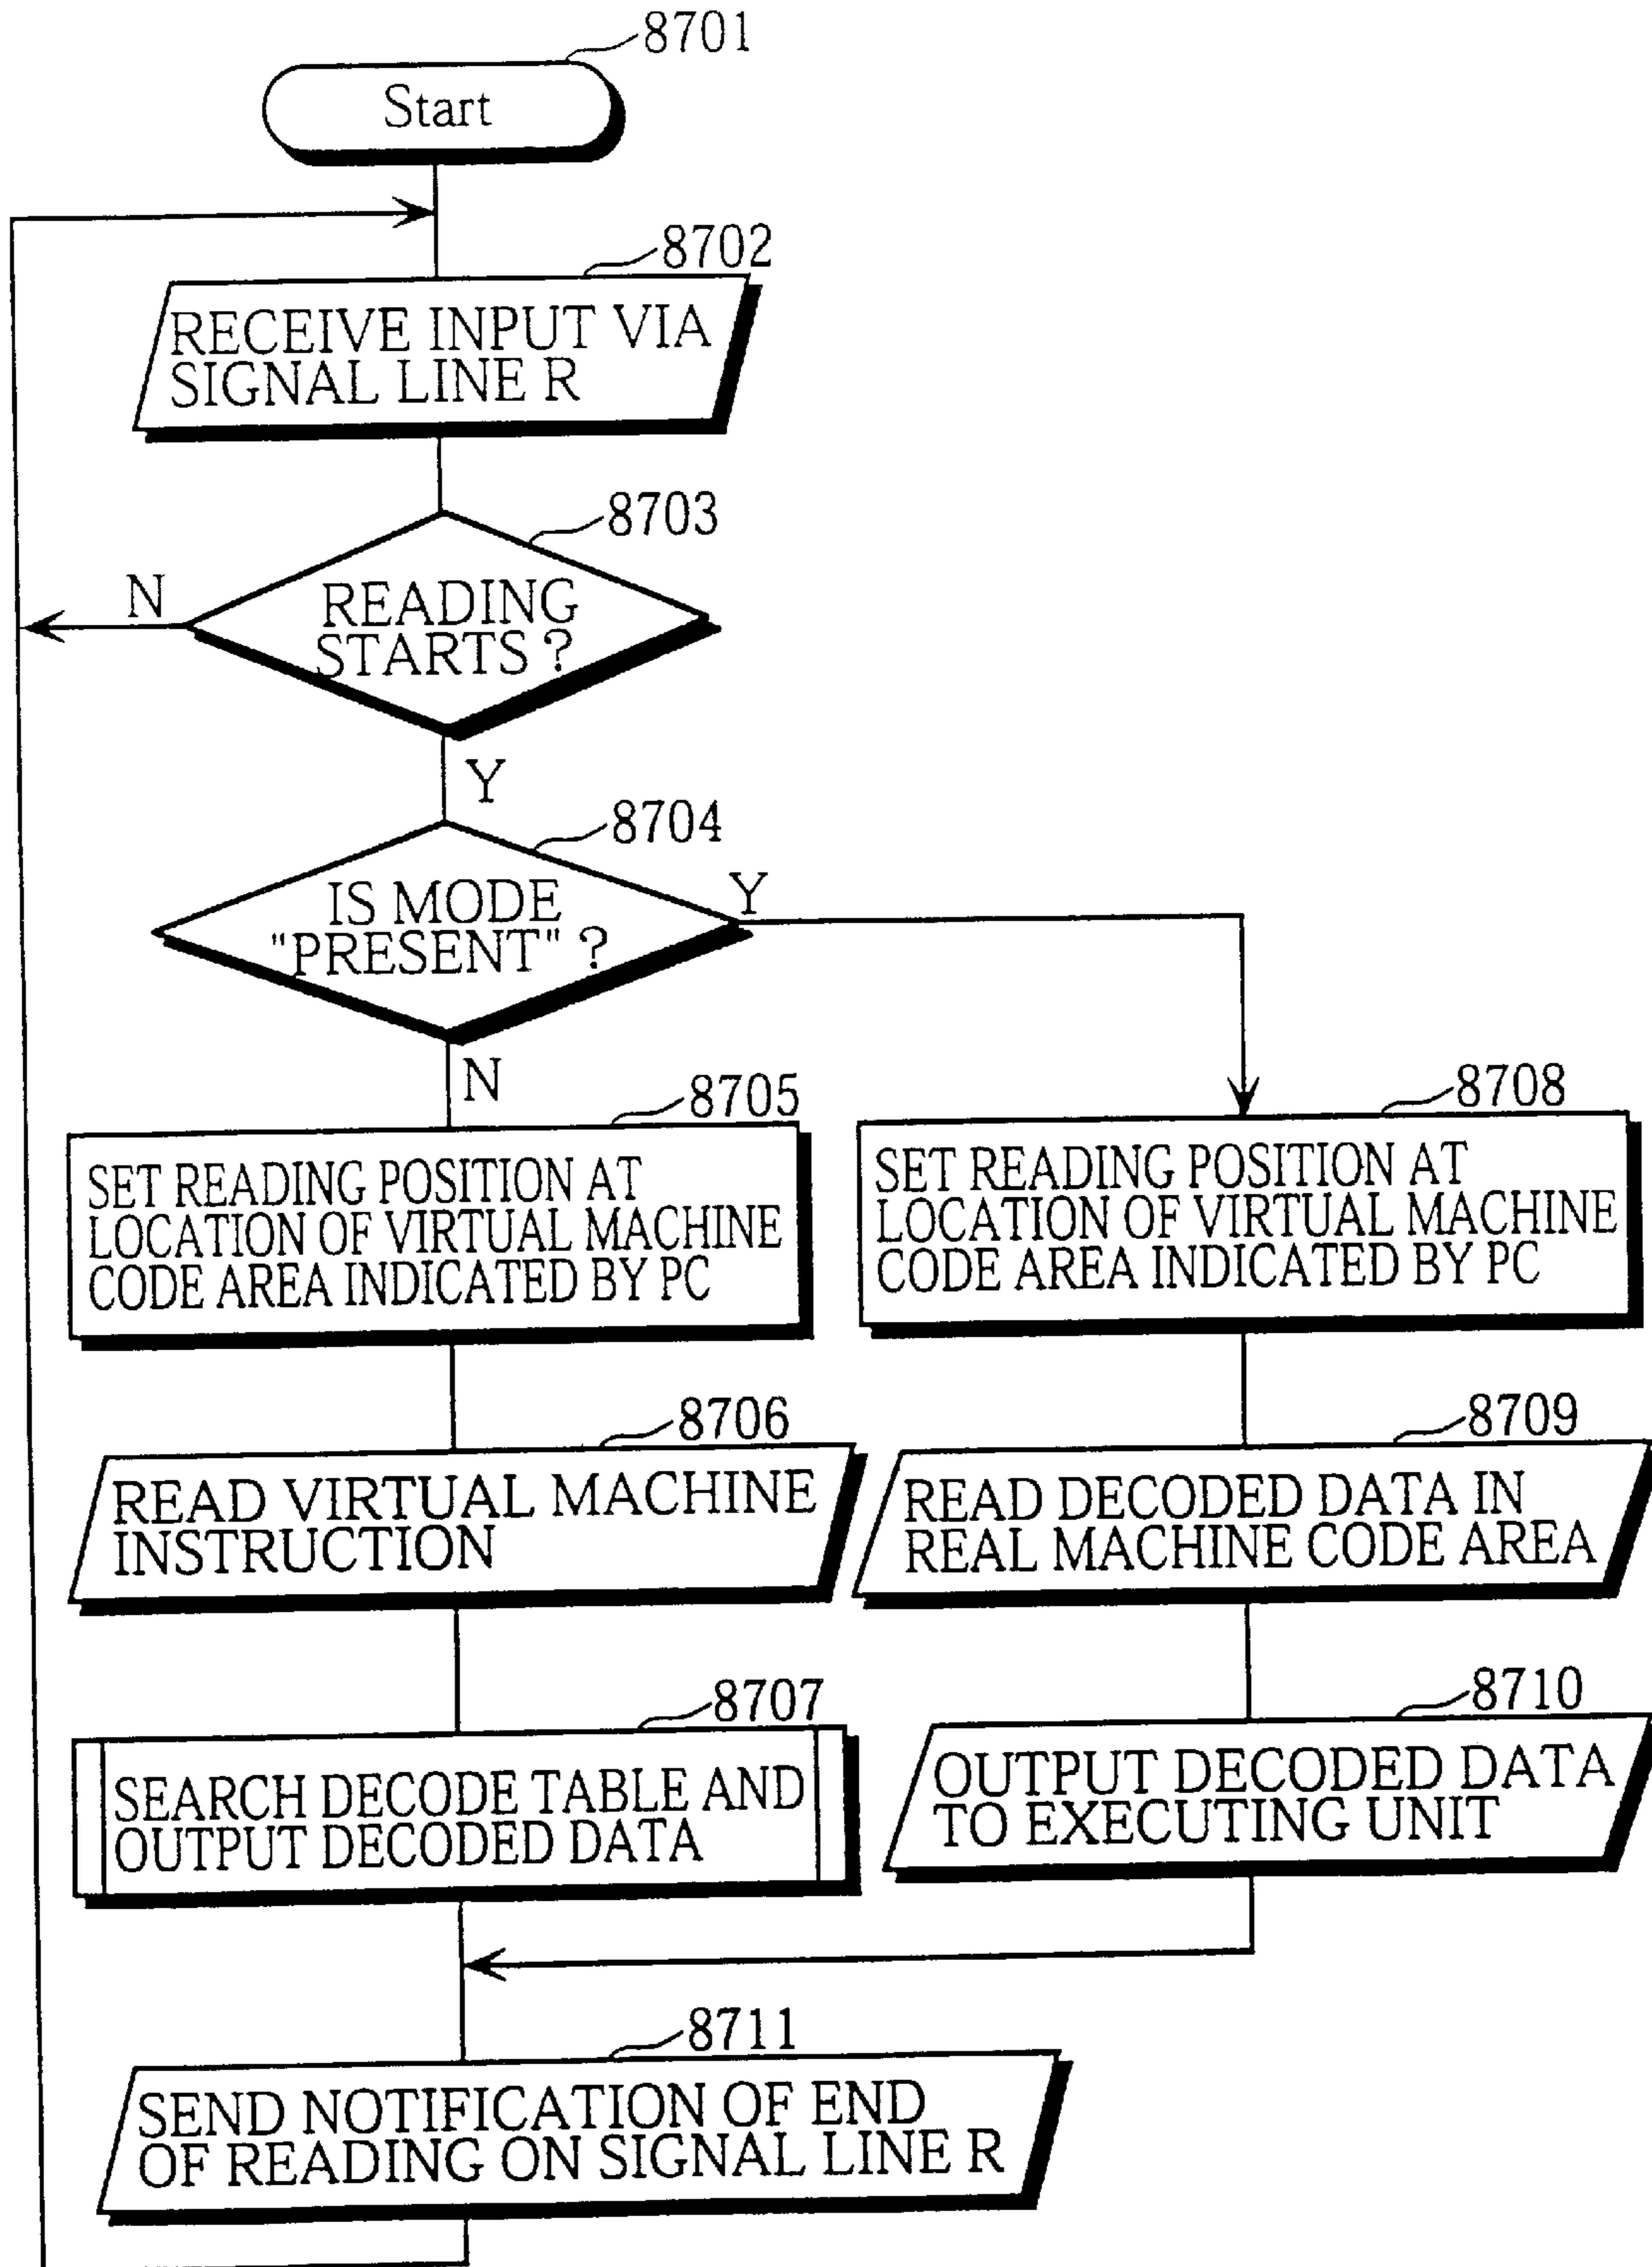 8701
Start
8702
RECEIVE INPUT VIA
SIGNAL LINE R
8703
N
READING
STARTS ?
Y
8704
IS MODE
"PRESENT" ?
Y
N
8705
SET READING POSITION AT
LOCATION OF VIRTUAL MACHINE
CODE AREA INDICATED BY PC
8708
SET READING POSITION AT
LOCATION OF VIRTUAL MACHINE
CODE AREA INDICATED BY PC
8706
READ VIRTUAL MACHINE
INSTRUCTION
8709
READ DECODED DATA IN
REAL MACHINE CODE AREA
8707
SEARCH DECODE TABLE AND
OUTPUT DECODED DATA
8710
OUTPUT DECODED DATA
TO EXECUTING UNIT
8711
SEND NOTIFICATION OF END
OF READING ON SIGNAL LINE R